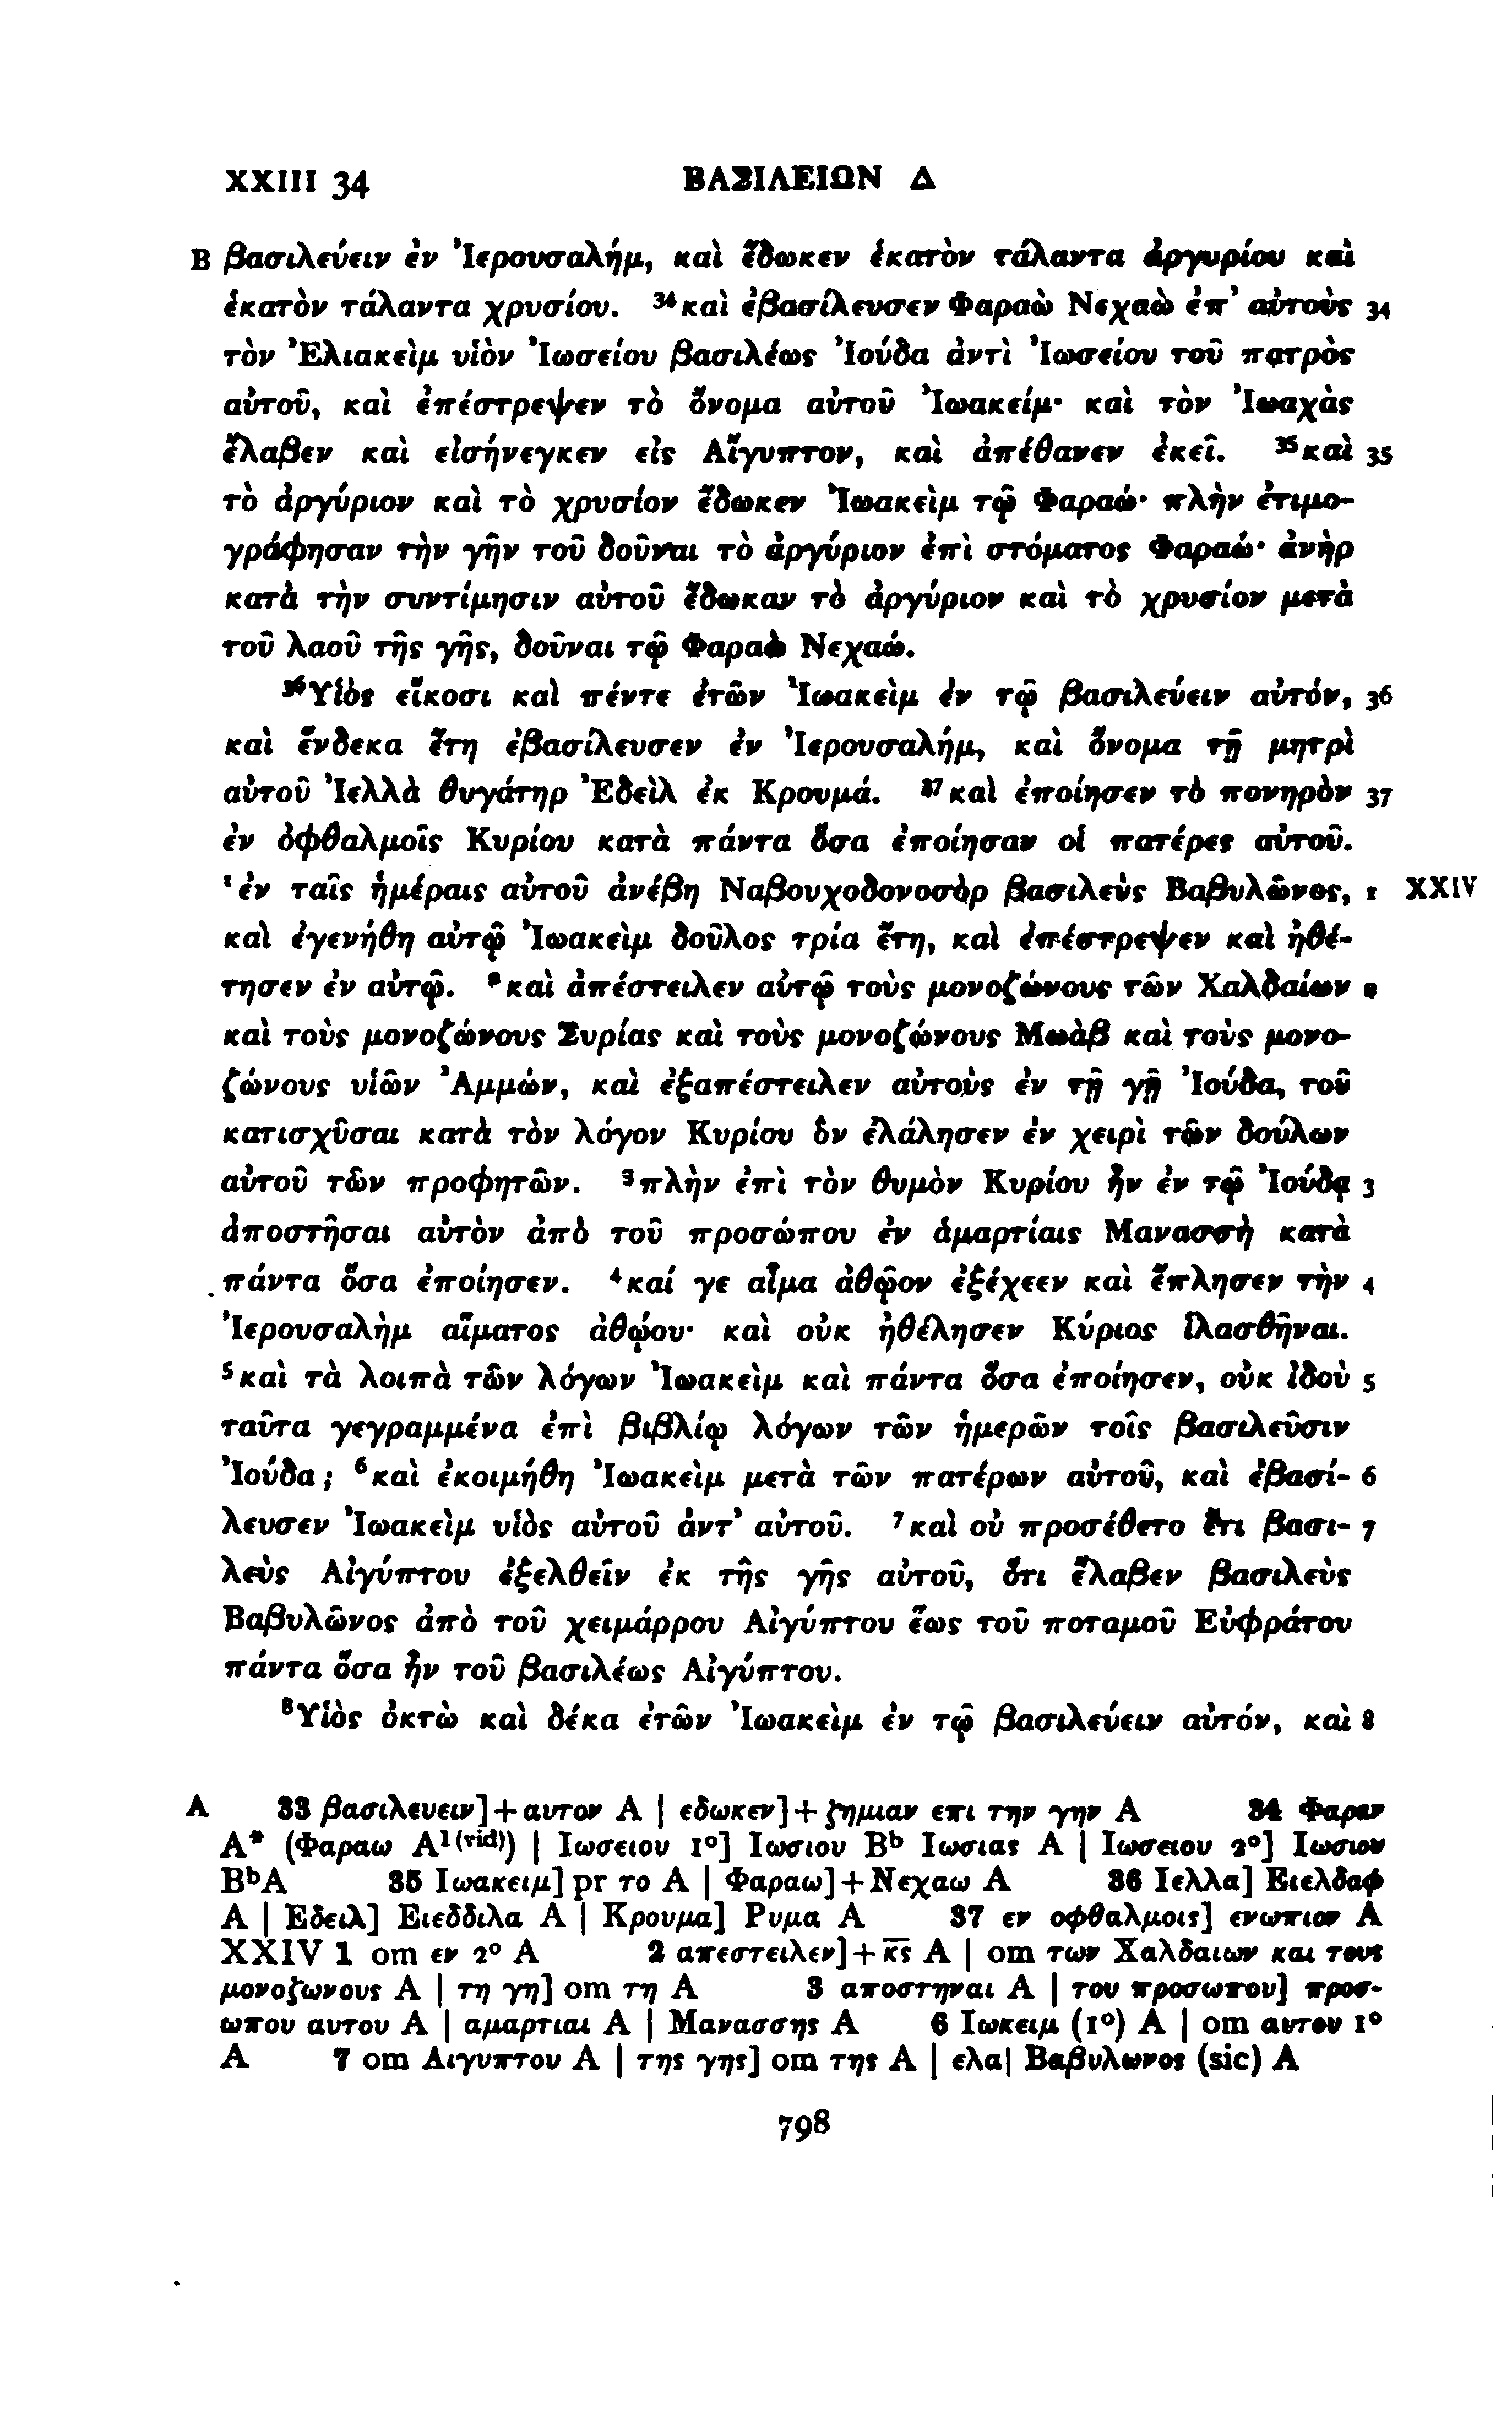 XXIII 34 ΒΑΣΙΛΕΙΩΝ Δ
B βασιλεύειν ἐν Ἰερουσαλήμ, καὶ ἔδωκεν ἑκατὸν τάλαντα ἀργυρίου καὶ
ἑκατὸν τάλαντα χρυσίου. ³⁴καὶ ἐβασίλευσεν Φαραὼ Νεχαὼ ἐπ’ αὐτοὺς 34
τὸν Ἐλιακεὶμ υἱὸν Ἰωσείου βασιλέως Ἰούδα ἀντὶ Ἰωσείου τοῦ πατρὸς
αὐτοῦ, καὶ ἐπέστρεψεν τὸ ὄνομα αὐτοῦ Ἰωακείμ· καὶ τὸν Ἰωαχὰς
ἔλαβεν καὶ εἰσήνεγκεν εἰς Αἴγυπτον, καὶ ἀπέθανεν ἐκεῖ. ³⁵καὶ 35
τὸ ἀργύριον καὶ τὸ χρυσίον ἔδωκεν Ἰωακεὶμ τῷ Φαραώ· πλὴν ἐτιμο-
γράφησαν τὴν γῆν τοῦ δοῦναι τὸ ἀργύριον ἐπὶ στόματος Φαραώ· ἀνὴρ
κατὰ τὴν συντίμησιν αὐτοῦ ἔδωκαν τὸ ἀργύριον καὶ τὸ χρυσίον μετὰ
τοῦ λαοῦ τῆς γῆς, δοῦναι τῷ Φαραὼ Νεχαώ.
³⁶Υἱὸς εἴκοσι καὶ πέντε ἐτῶν Ἰωακεὶμ ἐν τῷ βασιλεύειν αὐτόν, 36
καὶ ἕνδεκα ἔτη ἐβασίλευσεν ἐν Ἰερουσαλήμ, καὶ ὄνομα τῇ μητρὶ
αὐτοῦ Ἰελλὰ θυγάτηρ Ἐδεὶλ ἐκ Κρουμά. ³⁷καὶ ἐποίησεν τὸ πονηρὸν 37
ἐν ὀφθαλμοῖς Κυρίου κατὰ πάντα ὅσα ἐποίησαν οἱ πατέρες αὐτοῦ.
¹ἐν ταῖς ἡμέραις αὐτοῦ ἀνέβη Ναβουχοδονοσὸρ βασιλεὺς Βαβυλῶνος, 1 XXIV
καὶ ἐγενήθη αὐτῷ Ἰωακεὶμ δοῦλος τρία ἔτη, καὶ ἐπέστρεψεν καὶ ἠθέ-
τησεν ἐν αὐτῷ. ²καὶ ἀπέστειλεν αὐτῷ τοὺς μονοζώνους τῶν Χαλδαίων 2
καὶ τοὺς μονοζώνους Συρίας καὶ τοὺς μονοζώνους Μωὰβ καὶ τοὺς μονο-
ζώνους υἱῶν Ἀμμών, καὶ ἐξαπέστειλεν αὐτοὺς ἐν τῇ γῇ Ἰούδα, τοῦ
κατισχῦσαι κατὰ τὸν λόγον Κυρίου ὃν ἐλάλησεν ἐν χειρὶ τῶν δούλων
αὐτοῦ τῶν προφητῶν. ³πλὴν ἐπὶ τὸν θυμὸν Κυρίου ἦν ἐν τῷ Ἰούδᾳ 3
ἀποστῆσαι αὐτὸν ἀπὸ τοῦ προσώπου ἐν ἁμαρτίαις Μανασσὴ κατὰ
πάντα ὅσα ἐποίησεν. ⁴καί γε αἷμα ἀθῷον ἐξέχεεν καὶ ἔπλησεν τὴν 4
Ἰερουσαλὴμ αἵματος ἀθῴου· καὶ οὐκ ἠθέλησεν Κύριος ἱλασθῆναι.
⁵καὶ τὰ λοιπὰ τῶν λόγων Ἰωακεὶμ καὶ πάντα ὅσα ἐποίησεν, οὐκ ἰδοὺ 5
ταῦτα γεγραμμένα ἐπὶ βιβλίῳ λόγων τῶν ἡμερῶν τοῖς βασιλεῦσιν
Ἰούδα; ⁶καὶ ἐκοιμήθη Ἰωακεὶμ μετὰ τῶν πατέρων αὐτοῦ, καὶ ἐβασί- 6
λευσεν Ἰωακεὶμ υἱὸς αὐτοῦ ἀντ’ αὐτοῦ. ⁷καὶ οὐ προσέθετο ἔτι βασι- 7
λεὺς Αἰγύπτου ἐξελθεῖν ἐκ τῆς γῆς αὐτοῦ, ὅτι ἔλαβεν βασιλεὺς
Βαβυλῶνος ἀπὸ τοῦ χειμάρρου Αἰγύπτου ἕως τοῦ ποταμοῦ Εὐφράτου
πάντα ὅσα ἦν τοῦ βασιλέως Αἰγύπτου.
⁸Υἱὸς ὀκτὼ καὶ δέκα ἐτῶν Ἰωακεὶμ ἐν τῷ βασιλεύειν αὐτόν, καὶ 8
A 33 βασιλευειν]+αυτον A | εδωκεν]+ζημιαν επι την γην A 34 Φαραν
A* (Φαραω A¹⁽ᵛⁱᵈ⁾) | Ιωσειου 1°] Ιωσιου Bᵇ Ιωσιας A | Ιωσειου 2°] Ιωσιου
BᵇA 35 Ιωακειμ] pr το A | Φαραω]+Νεχαω A 36 Ιελλα] Ειελδαφ
A | Εδειλ] Ειεδδιλα A | Κρουμα] Ρυμα A 37 εν οφθαλμοις] ενωπιον A
XXIV 1 om εν 2° A 2 απεστειλεν]+κ̅ς̅ A | om των Χαλδαιων και τους
μονοζωνους A | τη γη] om τη A 3 αποστηναι A | του προσωπου] προσ-
ωπου αυτου A | αμαρτιαι A | Μανασσης A 6 Ιωκειμ (1°) A | om αυτου 1°
A 7 om Αιγυπτου A | της γης] om της A | ελα| Βαβυλωνος (sic) A
798